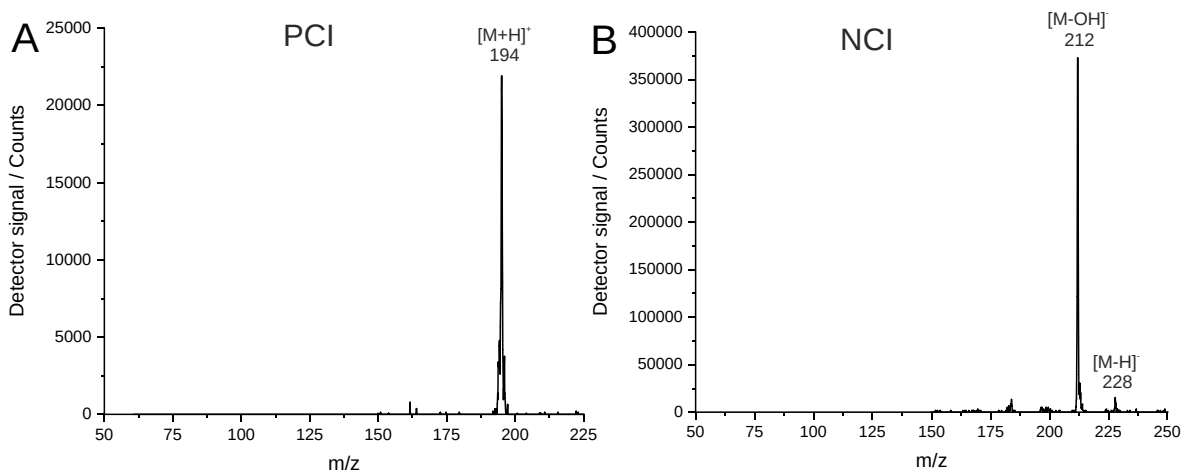 A
PCI
[M+H]+
194
25000
20000
15000
10000
5000
0
50 75 100 125 150 175 200 225
Detector signal / Counts
m/z
B
NCI
[M-OH]-
212
[M-H]-
228
400000
350000
300000
250000
200000
150000
100000
50000
0
50 75 100 125 150 175 200 225 250
Detector signal / Counts
m/z